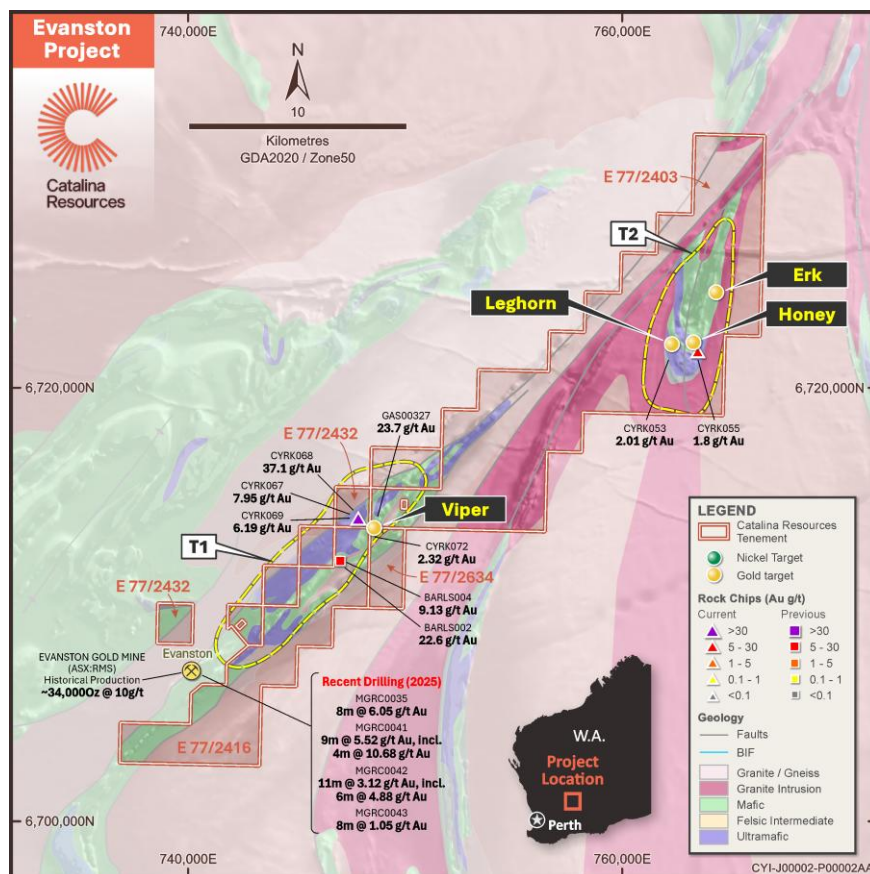 Evanston
Project
Catalina
Resources
740,000E
760,000E
N
10
Kilometres
GDA2020 / Zone50
E 77/2403
T2
Erk
Leghorn
Honey
6,720,000N
6,720,000N
CYRK053
2.01 g/t Au
CYRK055
1.8 g/t Au
GAS00327
23.7 g/t Au
E 77/2432
CYRK068
37.1 g/t Au
CYRK067
7.95 g/t Au
CYRK069
6.19 g/t Au
Viper
T1
CYRK072
2.32 g/t Au
E 77/2634
BARLS004
9.13 g/t Au
BARLS002
22.6 g/t Au
E 77/2432
Evanston
EVANSTON GOLD MINE
(ASX:RMS)
Historical Production
~34,000Oz @ 10g/t
E 77/2416
Recent Drilling (2025)
MGRC0035
8m @ 6.05 g/t Au
MGRC0041
9m @ 5.52 g/t Au, incl.
4m @ 10.68 g/t Au
MGRC0042
11m @ 3.12 g/t Au, incl.
6m @ 4.88 g/t Au
MGRC0043
8m @ 1.05 g/t Au
W.A.
Project
Location
Perth
LEGEND
Catalina Resources
Tenement
Nickel Target
Gold target
Rock Chips (Au g/t)
Current
Previous
>30
>30
5 - 30
5 - 30
1 - 5
1 - 5
0.1 - 1
0.1 - 1
<0.1
<0.1
Geology
Faults
BIF
Granite / Gneiss
Granite Intrusion
Mafic
Felsic Intermediate
Ultramafic
6,700,000N
740,000E
760,000E
CYI-J00002-P00002AA